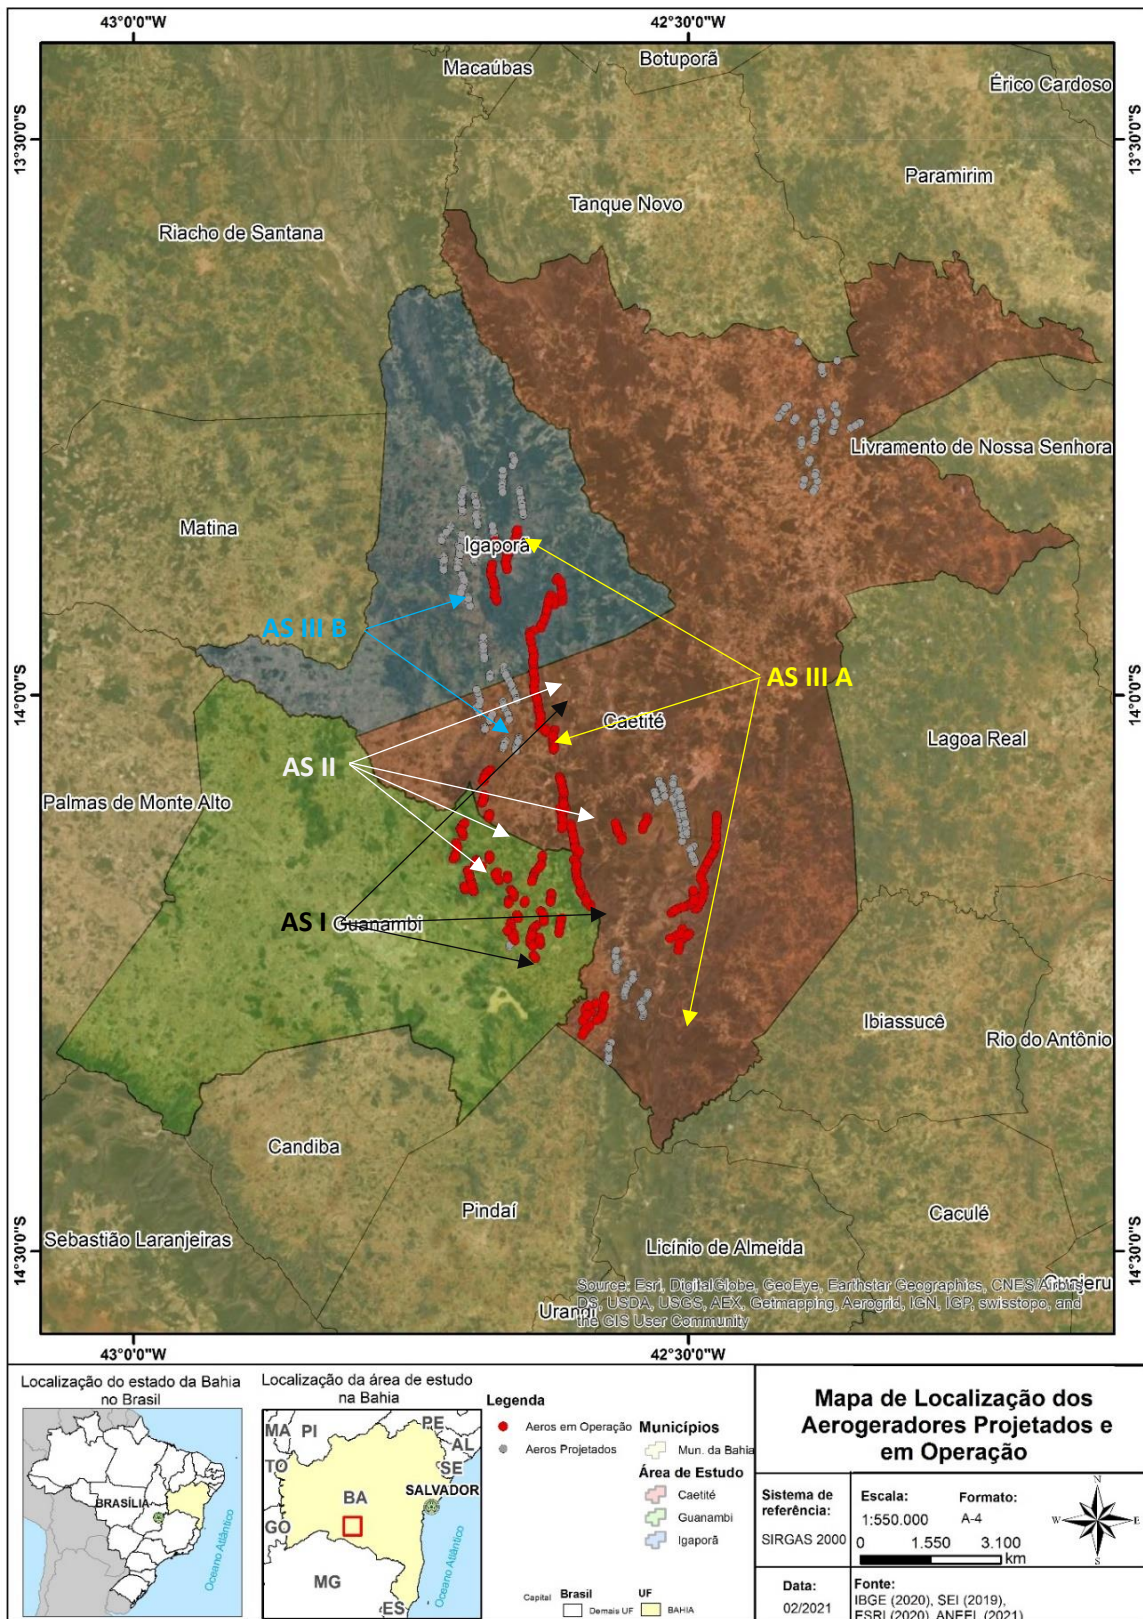 43°0'0"W
42°30'0"W
Macaúbas
Botuporã
Érico Cardoso
13°30'0"S
13°30'0"S
Paramirim
Tanque Novo
Riacho de Santana
Livramento de Nossa Senhora
Matina
Igaporã
AS III B
AS III A
14°0'0"S
14°0'0"S
Caetité
Lagoa Real
AS II
Palmas de Monte Alto
AS I
Guanambi
Ibiassucê
Rio do Antônio
Candiba
Pindaí
Caculé
Sebastião Laranjeiras
Licínio de Almeida
14°30'0"S
14°30'0"S
Guajeru
Urandi
Source: Esri, DigitalGlobe, GeoEye, Earthstar Geographics, CNES/Airbus
DS, USDA, USGS, AEX, Getmapping, Aerogrid, IGN, IGP, swisstopo, and
the GIS User Community
43°0'0"W
42°30'0"W
Localização do estado da Bahia
no Brasil
BRASÍLIA
Oceano Atlântico
Localização da área de estudo
na Bahia
MA
PI
PE
AL
TO
SE
BA
SALVADOR
GO
MG
ES
Oceano Atlântico
Legenda
Aeros em Operação
Aeros Projetados
Municípios
Mun. da Bahia
Área de Estudo
Caetité
Guanambi
Igaporã
Capital
Brasil
Demais UF
UF
BAHIA
Mapa de Localização dos
Aerogeradores Projetados e
em Operação
Sistema de
referência:
SIRGAS 2000
Escala:
1:550.000
Formato:
A-4
0 1.550 3.100
km
N
W
E
S
Data:
02/2021
Fonte:
IBGE (2020), SEI (2019),
ESRI (2020), ANEEL (2021)